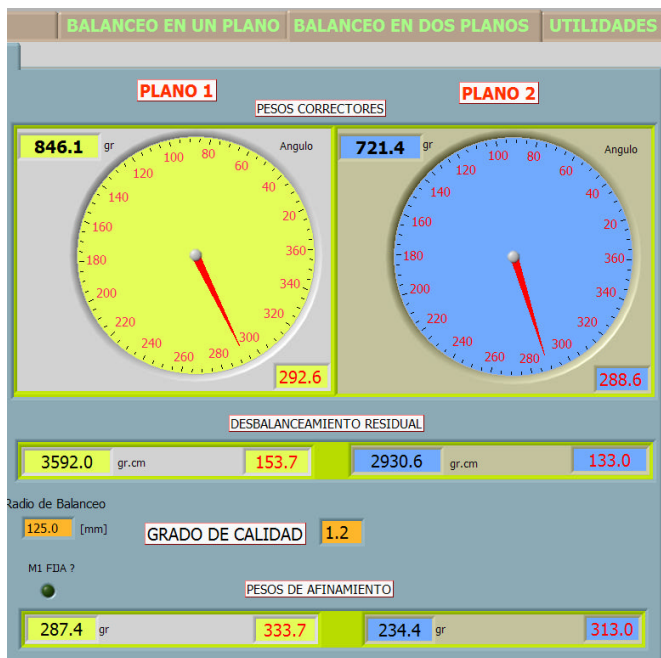 BALANCEO EN UN PLANO BALANCEO EN DOS PLANOS UTILIDADES
PLANO 1 PLANO 2
PESOS CORRECTORES
846.1 gr Angulo 721.4 gr Angulo
100 80 100 80
120 60 120 60
140 40 140 40
160 20 160 20
180 360 180 360
200 340 200 340
220 320 220 320
240 260 280 300 240 260 280 300
292.6 288.6
DESBALANCEAMIENTO RESIDUAL
3592.0 gr.cm 153.7 2930.6 gr.cm 133.0
Radio de Balanceo
125.0 [mm] GRADO DE CALIDAD 1.2
M1 FIJA ?
PESOS DE AFINAMIENTO
287.4 gr 333.7 234.4 gr 313.0